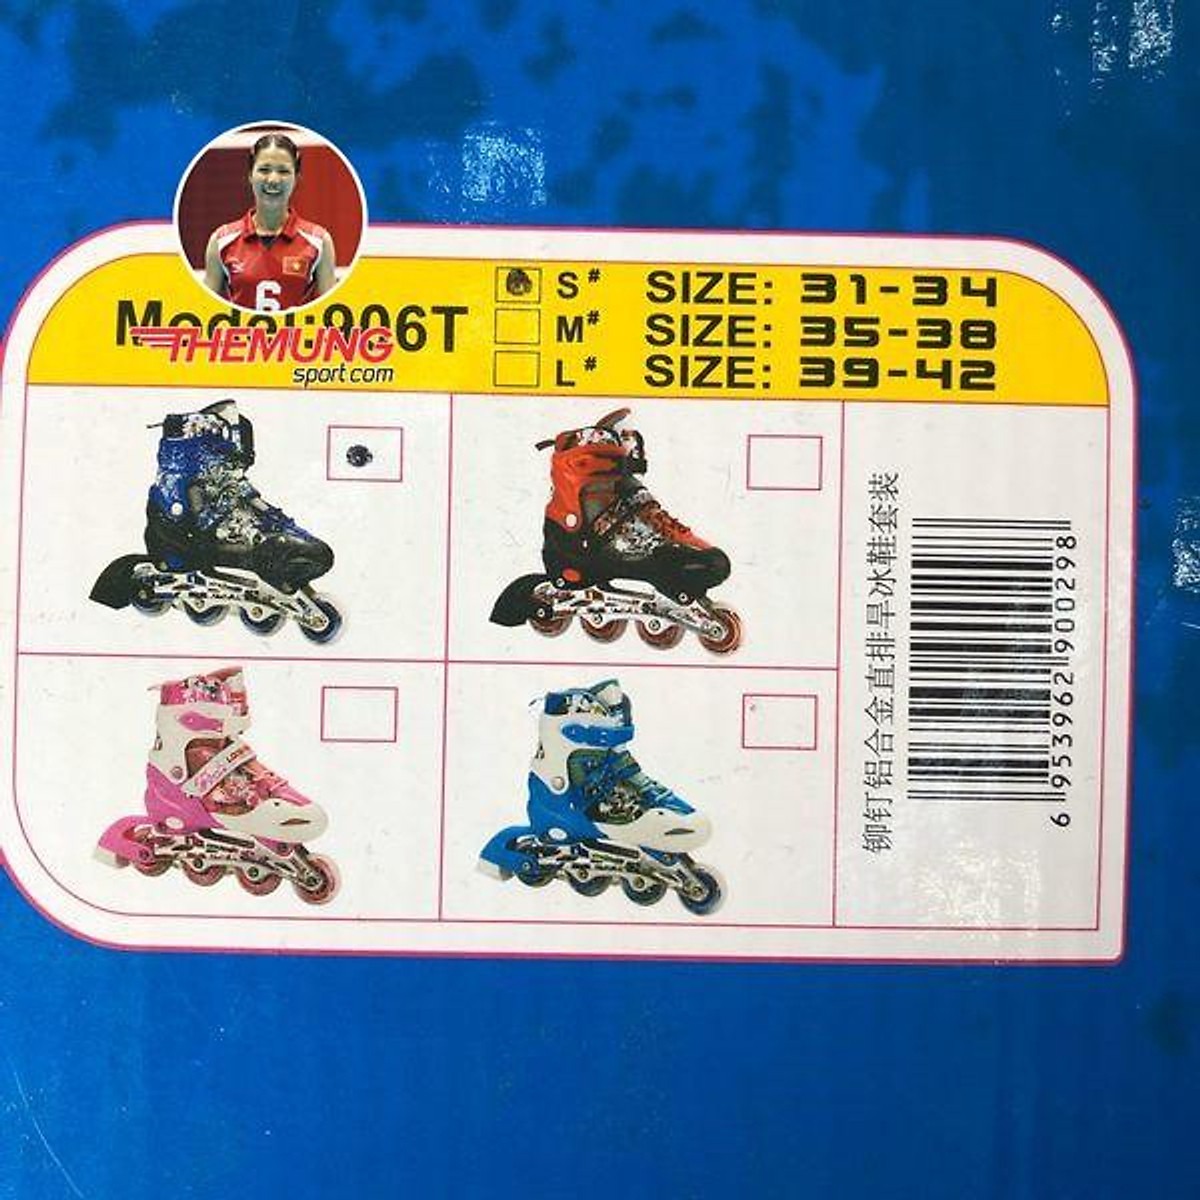 6
Model:906T
THEMUNG
sport.com
S# SIZE: 31-34
M# SIZE: 35-38
L# SIZE: 39-42
铆钉铝合金直排旱冰鞋套装
6 953962 900298